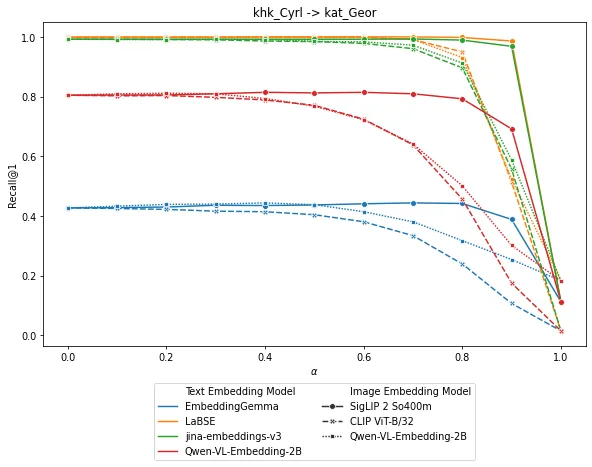 khk_Cyrl -> kat_Geor
Recall@1
1.0
0.8
0.6
0.4
0.2
0.0
0.0 0.2 0.4 0.6 0.8 1.0
α
Text Embedding Model Image Embedding Model
EmbeddingGemma SigLIP 2 So400m
LaBSE CLIP ViT-B/32
jina-embeddings-v3 Qwen-VL-Embedding-2B
Qwen-VL-Embedding-2B